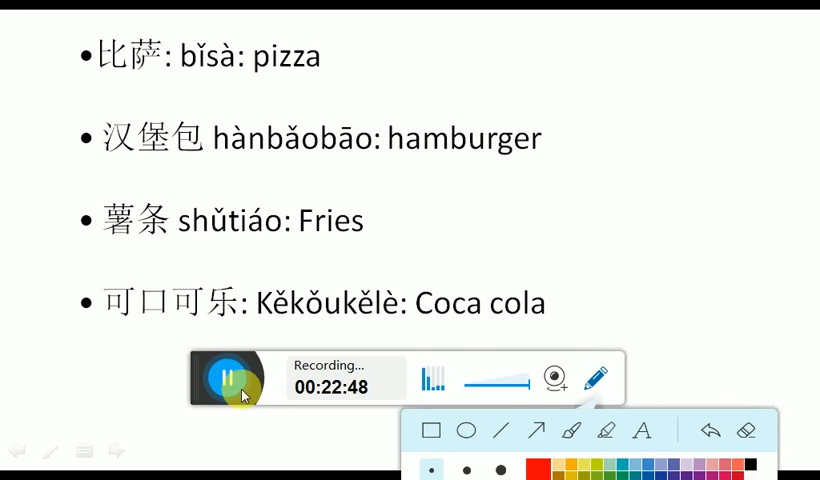 •比萨: bǐsà: pizza
• 汉堡包 hànbǎobāo: hamburger
• 薯条 shǔtiáo: Fries
• 可口可乐: Kěkǒukělè: Coca cola
Recording...
00:22:48
A